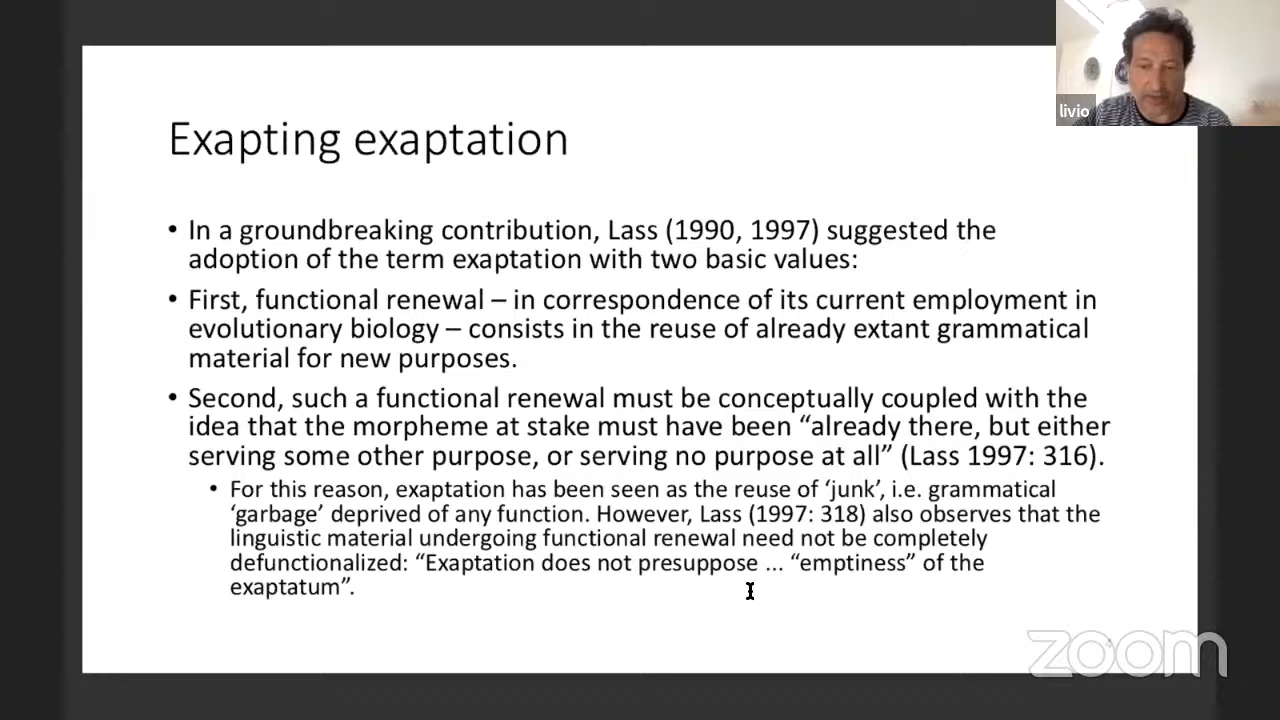 livio
Exapting exaptation
• In a groundbreaking contribution, Lass (1990, 1997) suggested the
adoption of the term exaptation with two basic values:
• First, functional renewal – in correspondence of its current employment in
evolutionary biology – consists in the reuse of already extant grammatical
material for new purposes.
• Second, such a functional renewal must be conceptually coupled with the
idea that the morpheme at stake must have been “already there, but either
serving some other purpose, or serving no purpose at all” (Lass 1997: 316).
• For this reason, exaptation has been seen as the reuse of ‘junk’, i.e. grammatical
‘garbage’ deprived of any function. However, Lass (1997: 318) also observes that the
linguistic material undergoing functional renewal need not be completely
defunctionalized: “Exaptation does not presuppose ... “emptiness” of the
exaptatum”.
zoom